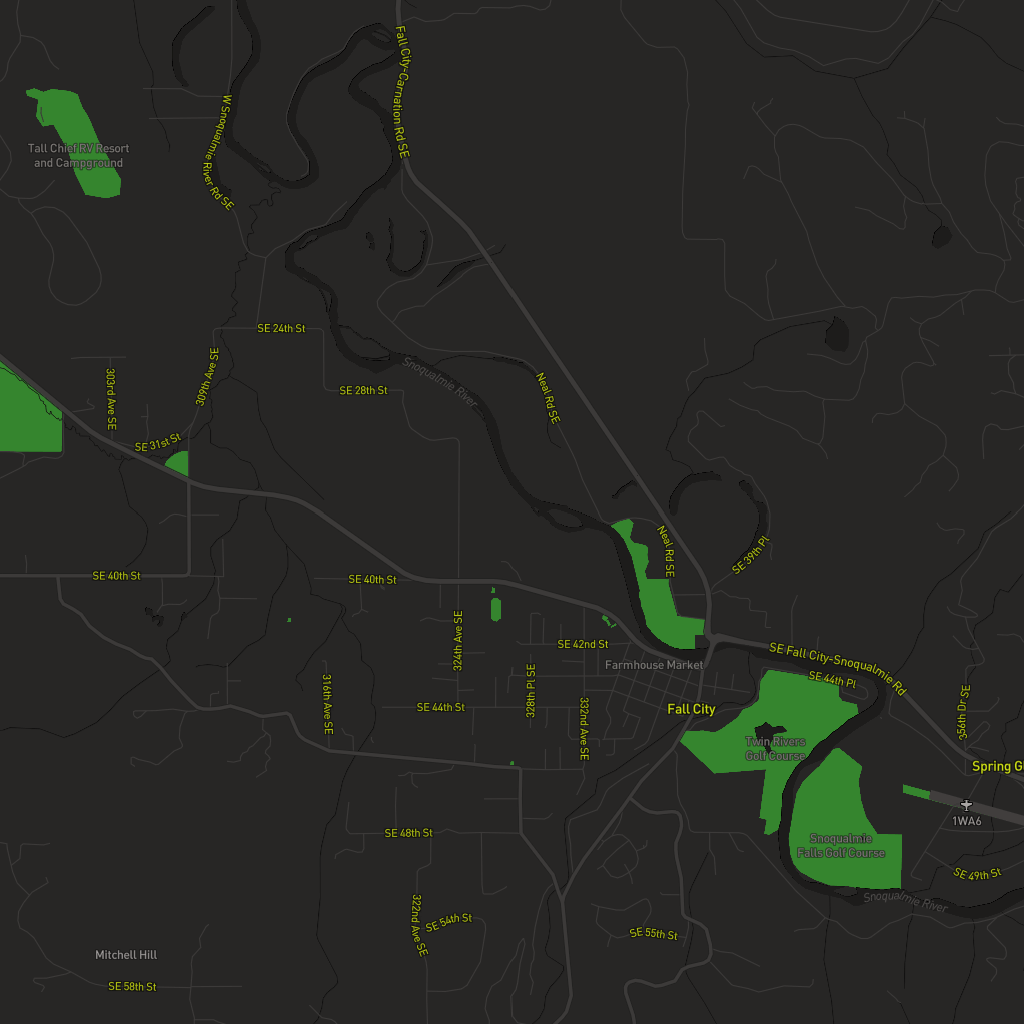 Fall City-Carnation Rd SE
W Snoqualmie River Rd SE
Tall Chief RV Resort
and Campground
SE 24th St
309th Ave SE
303rd Ave SE
Snoqualmie River
SE 28th St
Neal Rd SE
SE 31st St
Neal Rd SE
SE 39th Pl
SE 40th St
SE 40th St
324th Ave SE
SE 42nd St
Farmhouse Market
SE Fall City-Snoqualmie Rd
SE 44th Pl
316th Ave SE
328th Pl SE
332nd Ave SE
SE 44th St
Fall City
356th Dr SE
Twin Rivers
Golf Course
1WA6
SE 48th St
Snoqualmie
Falls Golf Course
SE 49th St
Snoqualmie River
322nd Ave SE
SE 54th St
SE 55th St
Mitchell Hill
SE 58th St